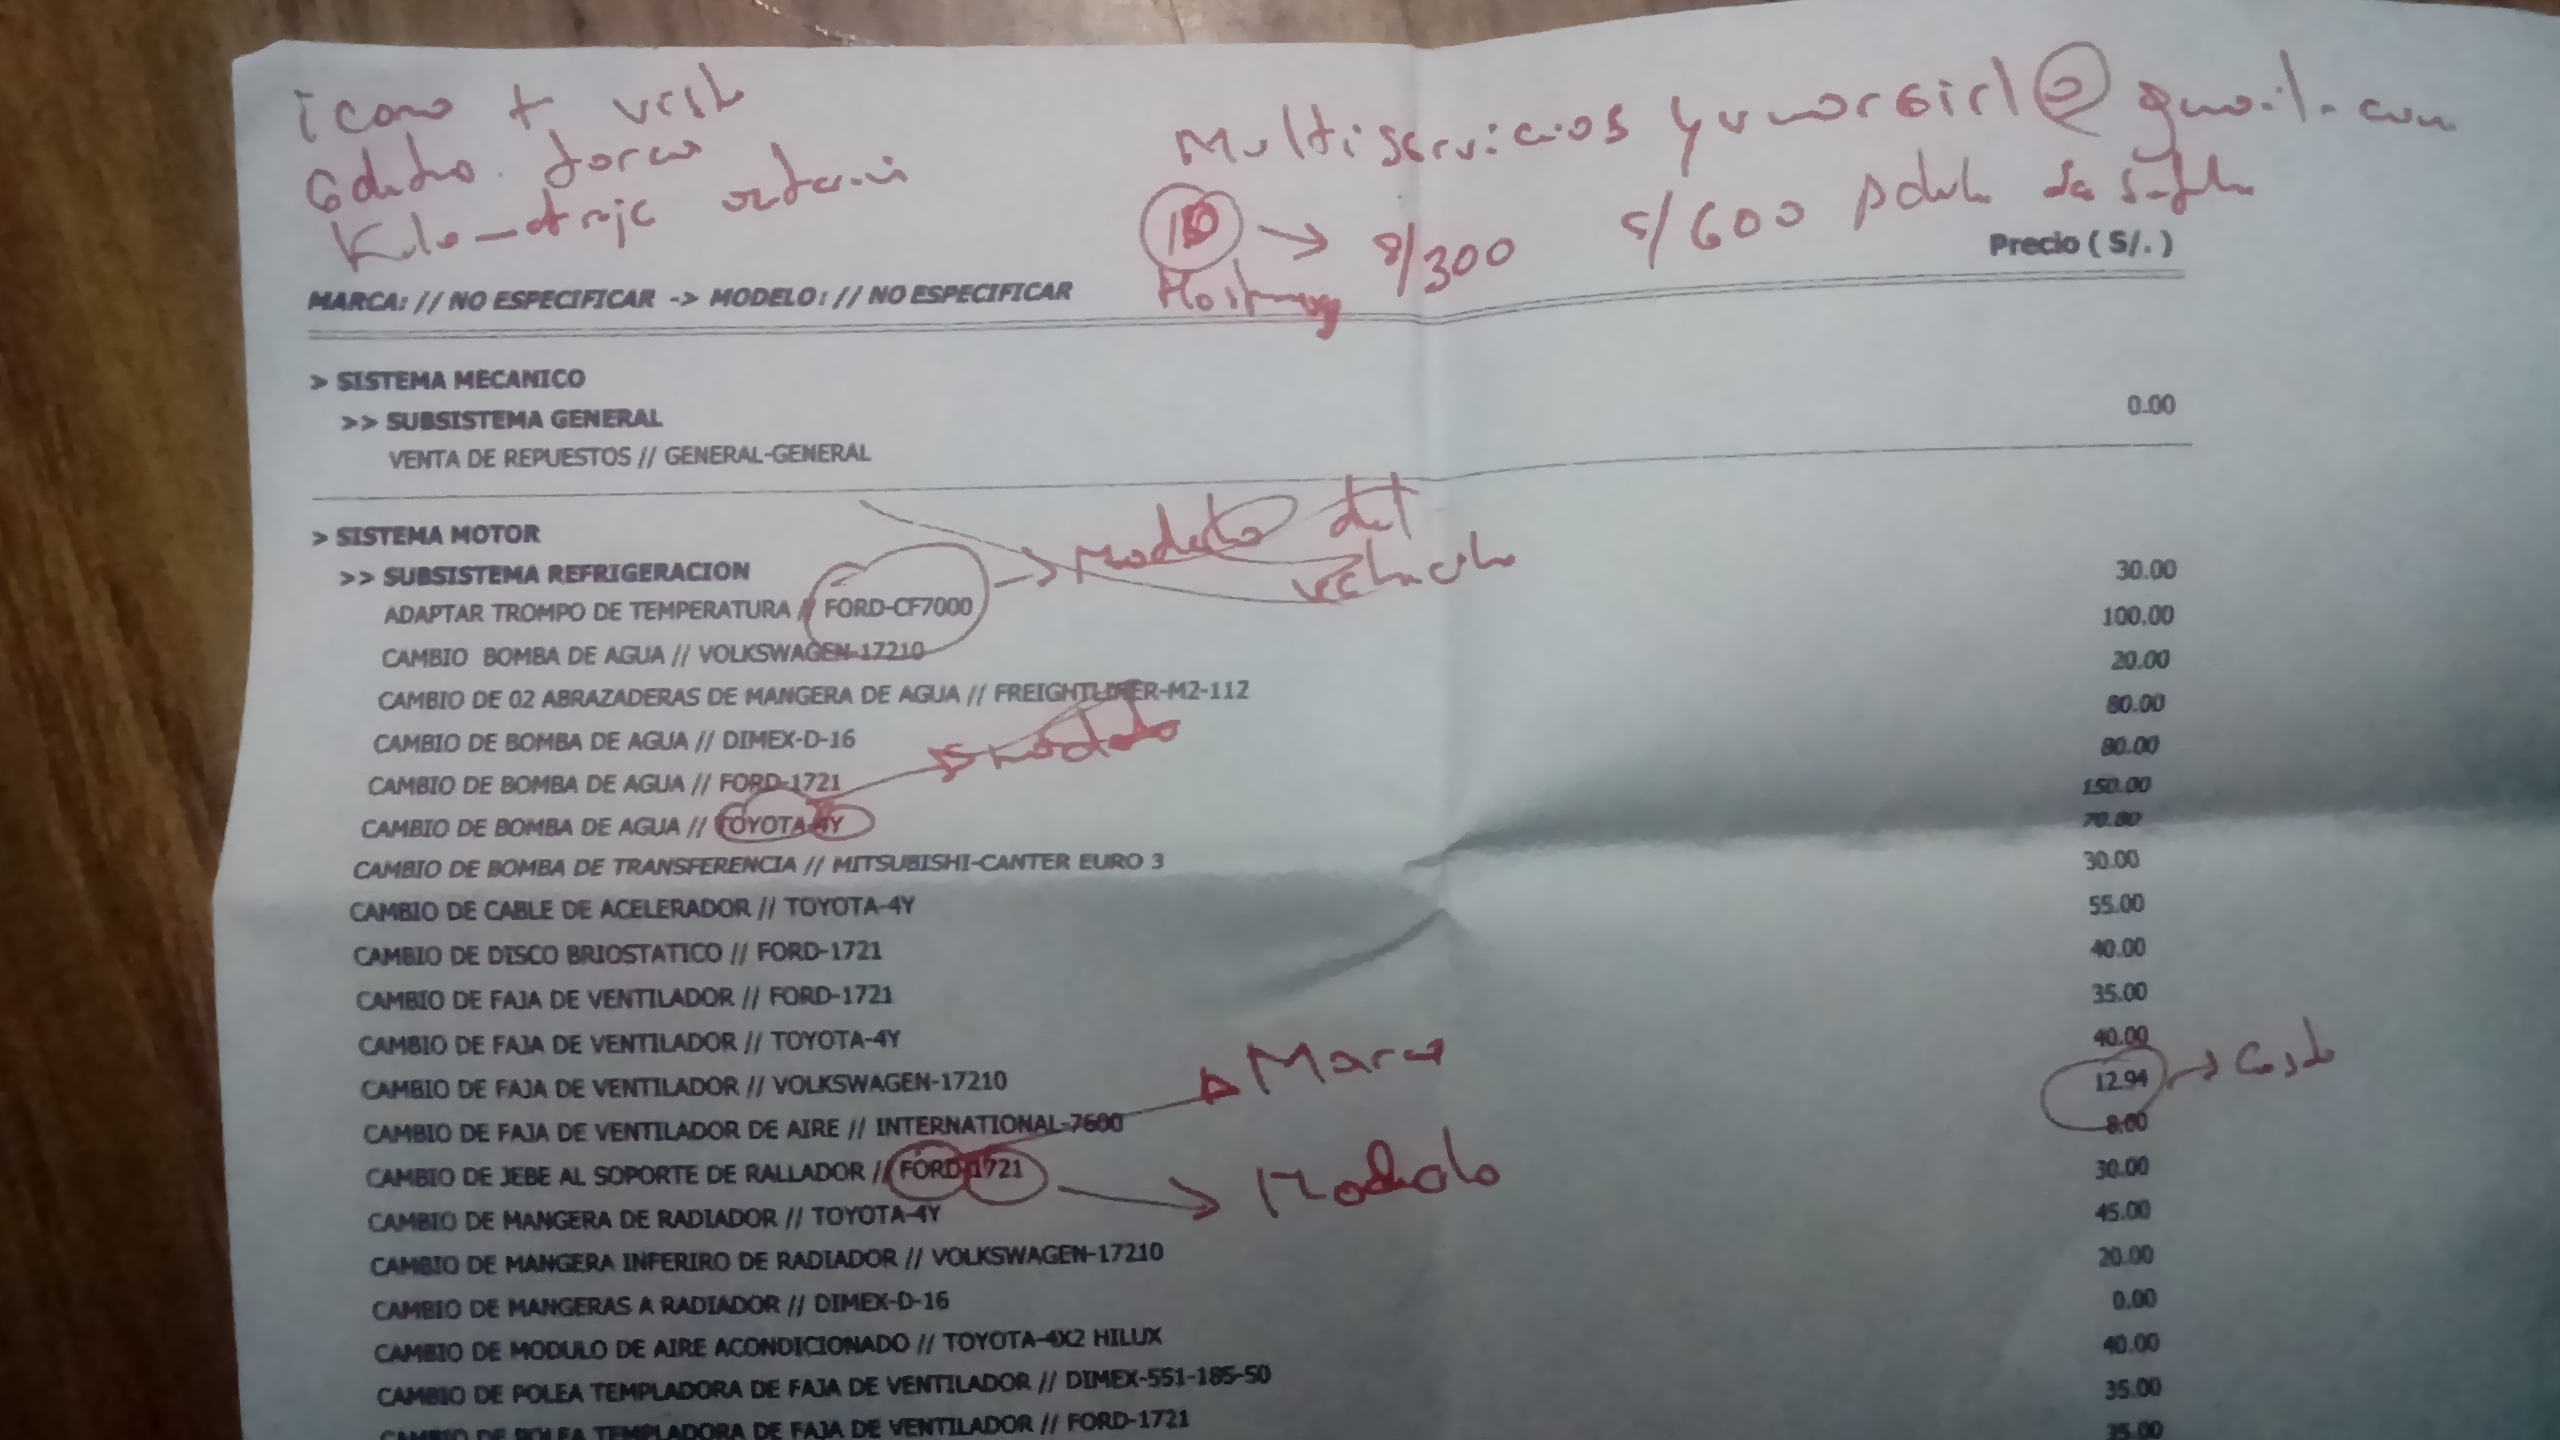 icono +
Kilometraje
Multiservicios yumarsirl@gmail.com
150 → S/300 S/600
Hosting
Precio ( S/. )
MARCA: // NO ESPECIFICAR -> MODELO: // NO ESPECIFICAR
> SISTEMA MECANICO
>> SUBSISTEMA GENERAL
0.00
VENTA DE REPUESTOS // GENERAL-GENERAL
> SISTEMA MOTOR
Modelo del
vehiculo
>> SUBSISTEMA REFRIGERACION
30.00
ADAPTAR TROMPO DE TEMPERATURA // FORD-CF7000
100.00
CAMBIO BOMBA DE AGUA // VOLKSWAGEN-17210
20.00
CAMBIO DE 02 ABRAZADERAS DE MANGERA DE AGUA // FREIGHTLINER-M2-112
80.00
CAMBIO DE BOMBA DE AGUA // DIMEX-D-16
modelo
80.00
CAMBIO DE BOMBA DE AGUA // FORD-1721
150.00
CAMBIO DE BOMBA DE AGUA // TOYOTA-4Y
70.00
CAMBIO DE BOMBA DE TRANSFERENCIA // MITSUBISHI-CANTER EURO 3
30.00
CAMBIO DE CABLE DE ACELERADOR // TOYOTA-4Y
55.00
CAMBIO DE DISCO BRIOSTATICO // FORD-1721
40.00
CAMBIO DE FAJA DE VENTILADOR // FORD-1721
35.00
CAMBIO DE FAJA DE VENTILADOR // TOYOTA-4Y
40.00
Marca
CAMBIO DE FAJA DE VENTILADOR // VOLKSWAGEN-17210
12.94 → Costo
CAMBIO DE FAJA DE VENTILADOR DE AIRE // INTERNATIONAL-7600
8.00
CAMBIO DE JEBE AL SOPORTE DE RALLADOR // FORD-1721
30.00
Modelo
CAMBIO DE MANGERA DE RADIADOR // TOYOTA-4Y
45.00
CAMBIO DE MANGERA INFERIRO DE RADIADOR // VOLKSWAGEN-17210
20.00
CAMBIO DE MANGERAS A RADIADOR // DIMEX-D-16
0.00
CAMBIO DE MODULO DE AIRE ACONDICIONADO // TOYOTA-4X2 HILUX
40.00
CAMBIO DE POLEA TEMPLADORA DE FAJA DE VENTILADOR // DIMEX-551-185-50
35.00
CAMBIO DE POLEA TEMPLADORA DE FAJA DE VENTILADOR // FORD-1721
35.00